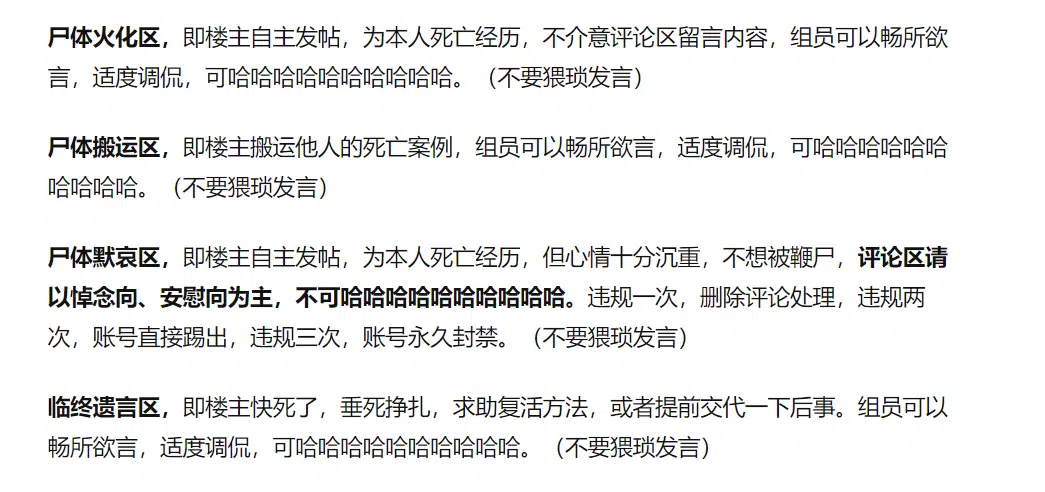 尸体火化区，即楼主自主发帖，为本人死亡经历，不介意评论区留言内容，组员可以畅所欲
言，适度调侃，可哈哈哈哈哈哈哈哈哈哈。（不要猥琐发言）
尸体搬运区，即楼主搬运他人的死亡案例，组员可以畅所欲言，适度调侃，可哈哈哈哈哈哈
哈哈哈哈。（不要猥琐发言）
尸体默哀区，即楼主自主发帖，为本人死亡经历，但心情十分沉重，不想被鞭尸，评论区请
以悼念向、安慰向为主，不可哈哈哈哈哈哈哈哈哈哈。违规一次，删除评论处理，违规两
次，账号直接踢出，违规三次，账号永久封禁。（不要猥琐发言）
临终遗言区，即楼主快死了，垂死挣扎，求助复活方法，或者提前交代一下后事。组员可以
畅所欲言，适度调侃，可哈哈哈哈哈哈哈哈哈哈。（不要猥琐发言）